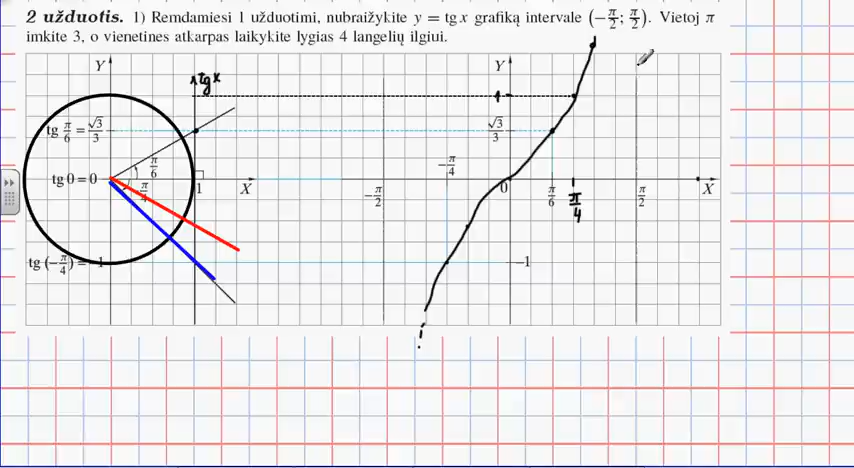 2 užduotis. 1) Remdamiesi 1 užduotimi, nubraižykite y = tg x grafiką intervale (−π/2; π/2). Vietoj π
imkite 3, o vienetines atkarpas laikykite lygias 4 langelių ilgiui.
Y
Y
tg x
1
tg π/6 = √3/3
√3/3
π/6
−π/4
tg 0 = 0
π/4
1
X
−π/2
0
π/6
π/4
π/2
X
tg (−π/4) = −1
−1